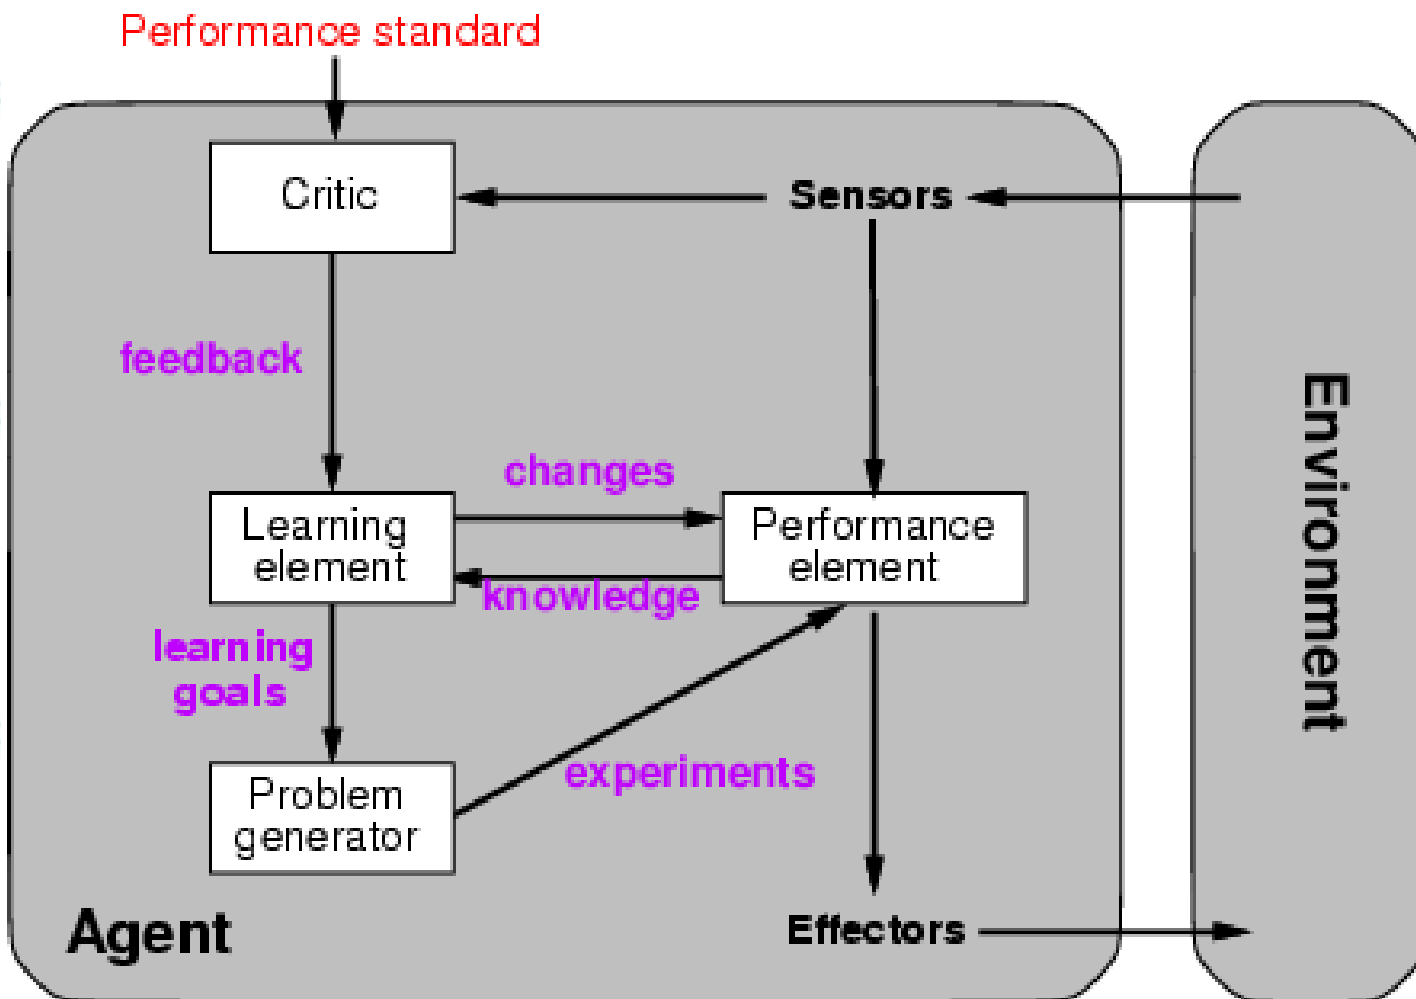 Performance standard
Critic
Sensors
feedback
changes
Learning
element
Performance
element
knowledge
learning
goals
experiments
Problem
generator
Agent
Effectors
Environment